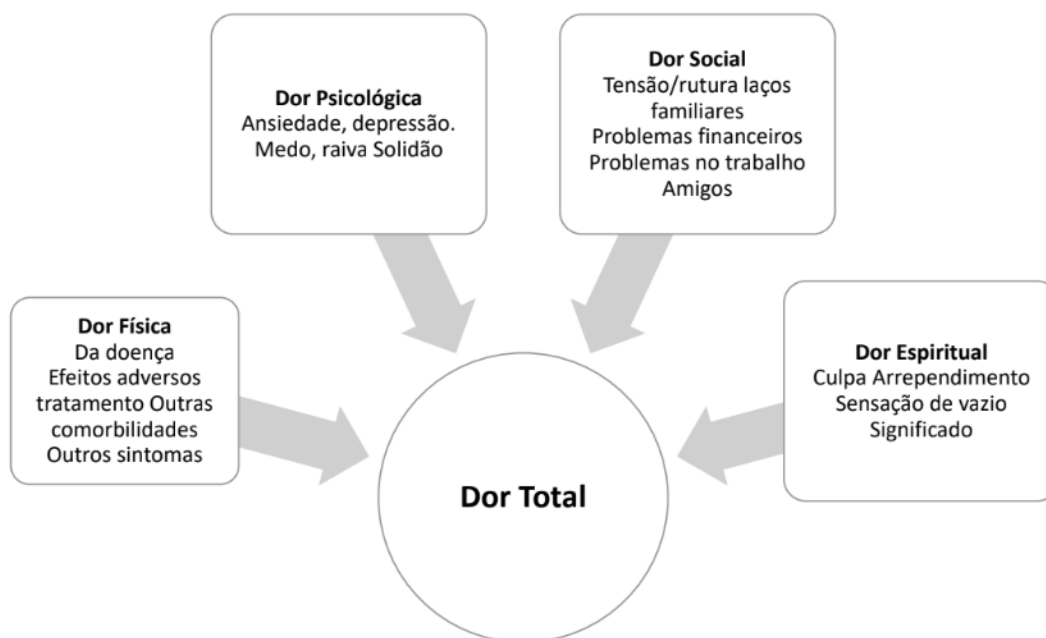 Dor Psicológica
Ansiedade, depressão.
Medo, raiva Solidão
Dor Social
Tensão/rutura laços
familiares
Problemas financeiros
Problemas no trabalho
Amigos
Dor Física
Da doença
Efeitos adversos
tratamento Outras
comorbilidades
Outros sintomas
Dor Espiritual
Culpa Arrependimento
Sensação de vazio
Significado
Dor Total